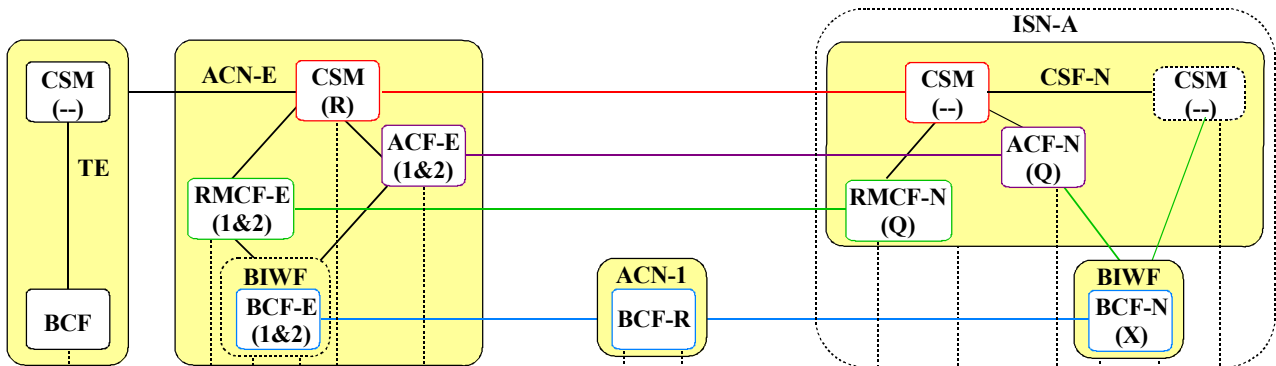 ISN-A
CSM
(--)
TE
BCF
ACN-E
CSM
(R)
ACF-E
(1&2)
RMCF-E
(1&2)
BIWF
BCF-E
(1&2)
ACN-1
BCF-R
CSM
(--)
CSF-N
CSM
(--)
ACF-N
(Q)
RMCF-N
(Q)
BIWF
BCF-N
(X)